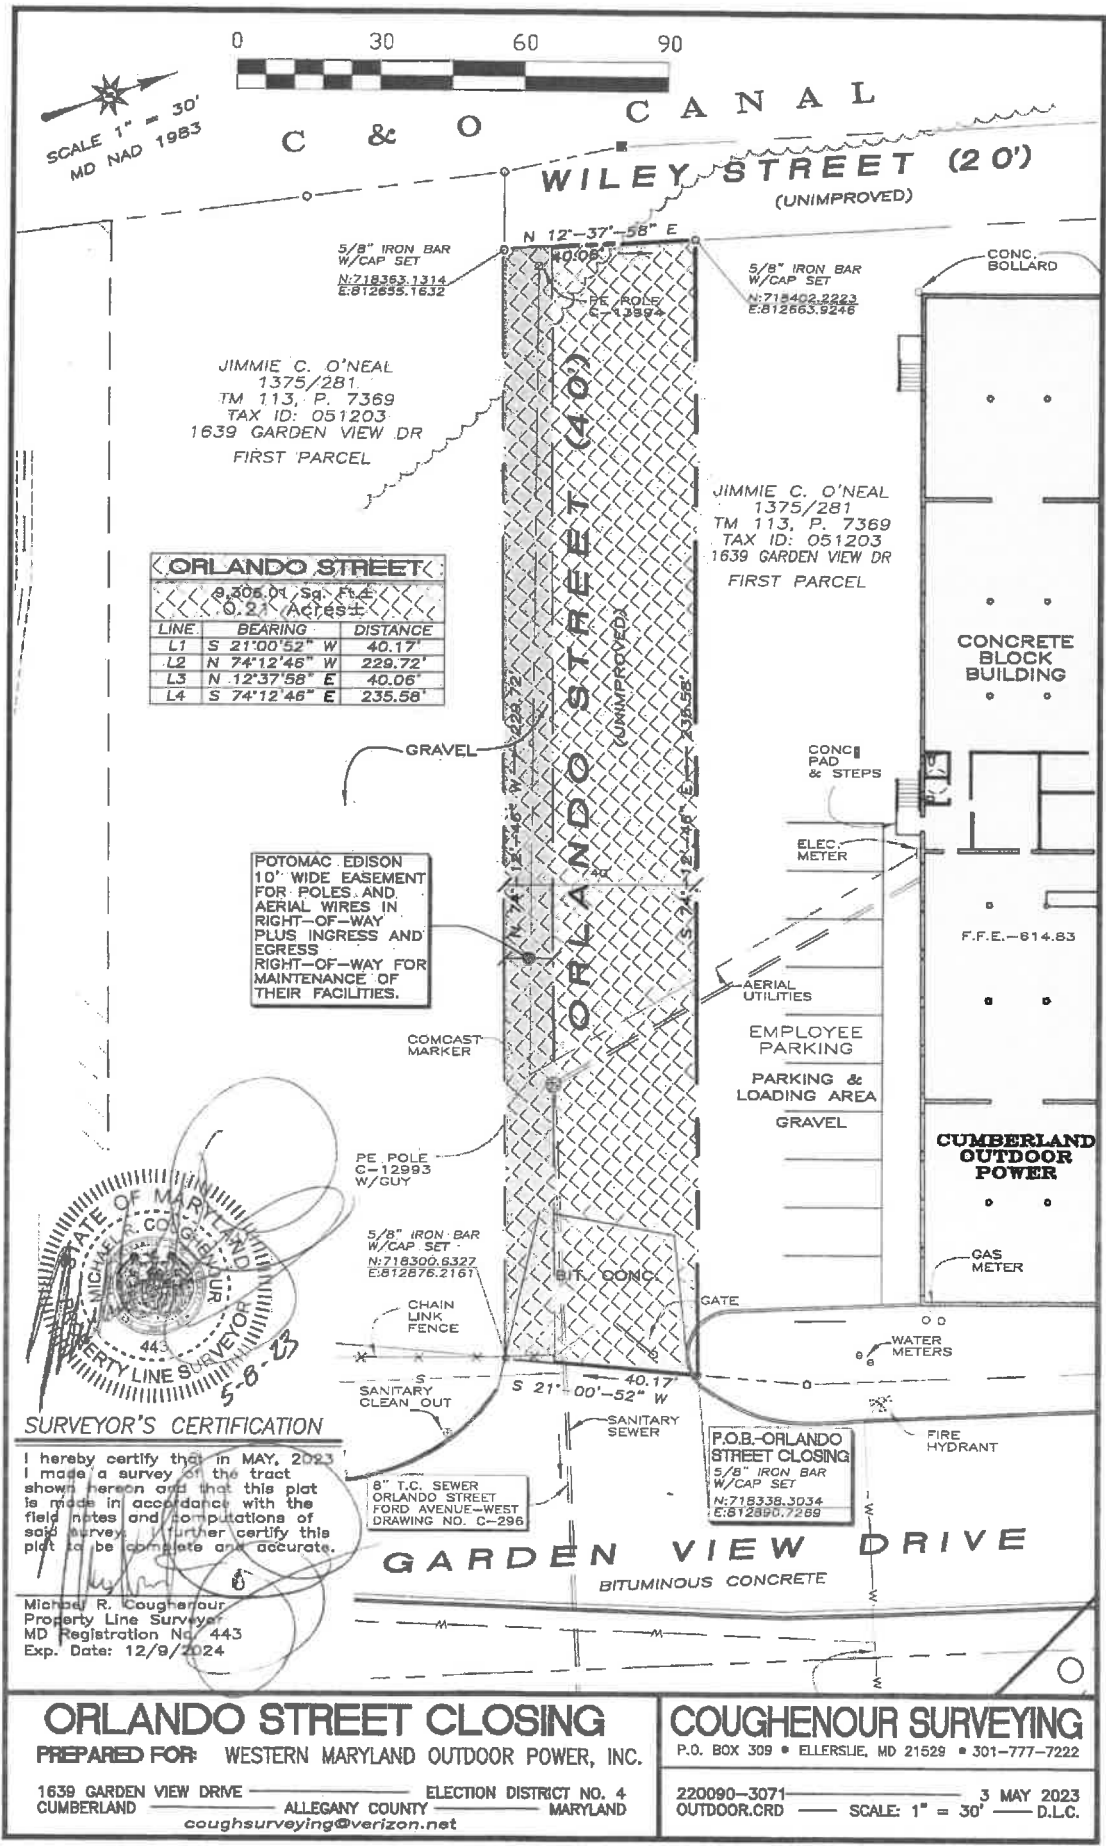 0 30 60 90
SCALE 1" = 30'
MD NAD 1983
C & O CANAL
WILEY STREET (20')
(UNIMPROVED)
N 12°-37'-58" E
40.06'
5/8" IRON BAR
W/CAP SET
N:718363.1314
E:812655.1632
5/8" IRON BAR
W/CAP SET
N:718402.2223
E:812663.9246
CONC.
BOLLARD
PE POLE
C-13994
JIMMIE C. O'NEAL
1375/281
TM 113, P. 7369
TAX ID: 051203
1639 GARDEN VIEW DR
FIRST PARCEL
JIMMIE C. O'NEAL
1375/281
TM 113, P. 7369
TAX ID: 051203
1639 GARDEN VIEW DR
FIRST PARCEL
ORLANDO STREET (40')
(UNIMPROVED)
ORLANDO STREET
9,306.01 Sq. Ft.±
0.21 Acres±
LINE BEARING DISTANCE
L1 S 21°00'52" W 40.17'
L2 N 74°12'46" W 229.72'
L3 N 12°37'58" E 40.06'
L4 S 74°12'46" E 235.58'
CONCRETE
BLOCK
BUILDING
GRAVEL
N 74°-12'-46" W 229.72'
S 74°-12'-46" E 235.58'
40'
CONC
PAD
& STEPS
ELEC.
METER
POTOMAC EDISON
10' WIDE EASEMENT
FOR POLES AND
AERIAL WIRES IN
RIGHT-OF-WAY
PLUS INGRESS AND
EGRESS
RIGHT-OF-WAY FOR
MAINTENANCE OF
THEIR FACILITIES.
F.F.E.-614.83
AERIAL
UTILITIES
COMCAST
MARKER
EMPLOYEE
PARKING
PARKING &
LOADING AREA
GRAVEL
CUMBERLAND
OUTDOOR
POWER
PE POLE
C-12993
W/GUY
STATE OF MARYLAND
MICHAEL R. COUGHENOUR
443
PROPERTY LINE SURVEYOR
5-8-23
5/8" IRON BAR
W/CAP SET
N:718300.6327
E:812876.2161
BIT. CONC.
GAS
METER
CHAIN
LINK
FENCE
GATE
WATER
METERS
S
40.17'
S 21°-00'-52" W
SANITARY
CLEAN OUT
SANITARY
SEWER
FIRE
HYDRANT
P.O.B.-ORLANDO
STREET CLOSING
5/8" IRON BAR
W/CAP SET
N:718338.3034
E:812890.7269
8" T.C. SEWER
ORLANDO STREET
FORD AVENUE-WEST
DRAWING NO. C-296
SURVEYOR'S CERTIFICATION
I hereby certify that in MAY, 2023
I made a survey of the tract
shown hereon and that this plat
is made in accordance with the
field notes and computations of
said survey. I further certify this
plat to be complete and accurate.
Michael R. Coughenour
Property Line Surveyor
MD Registration No. 443
Exp. Date: 12/9/2024
GARDEN VIEW DRIVE
BITUMINOUS CONCRETE
W
W
W
W
W
ORLANDO STREET CLOSING
PREPARED FOR: WESTERN MARYLAND OUTDOOR POWER, INC.
1639 GARDEN VIEW DRIVE ELECTION DISTRICT NO. 4
CUMBERLAND ALLEGANY COUNTY MARYLAND
coughsurveying@verizon.net
COUGHENOUR SURVEYING
P.O. BOX 309 • ELLERSLIE, MD 21529 • 301-777-7222
220090-3071 3 MAY 2023
OUTDOOR.CRD SCALE: 1" = 30' D.L.C.